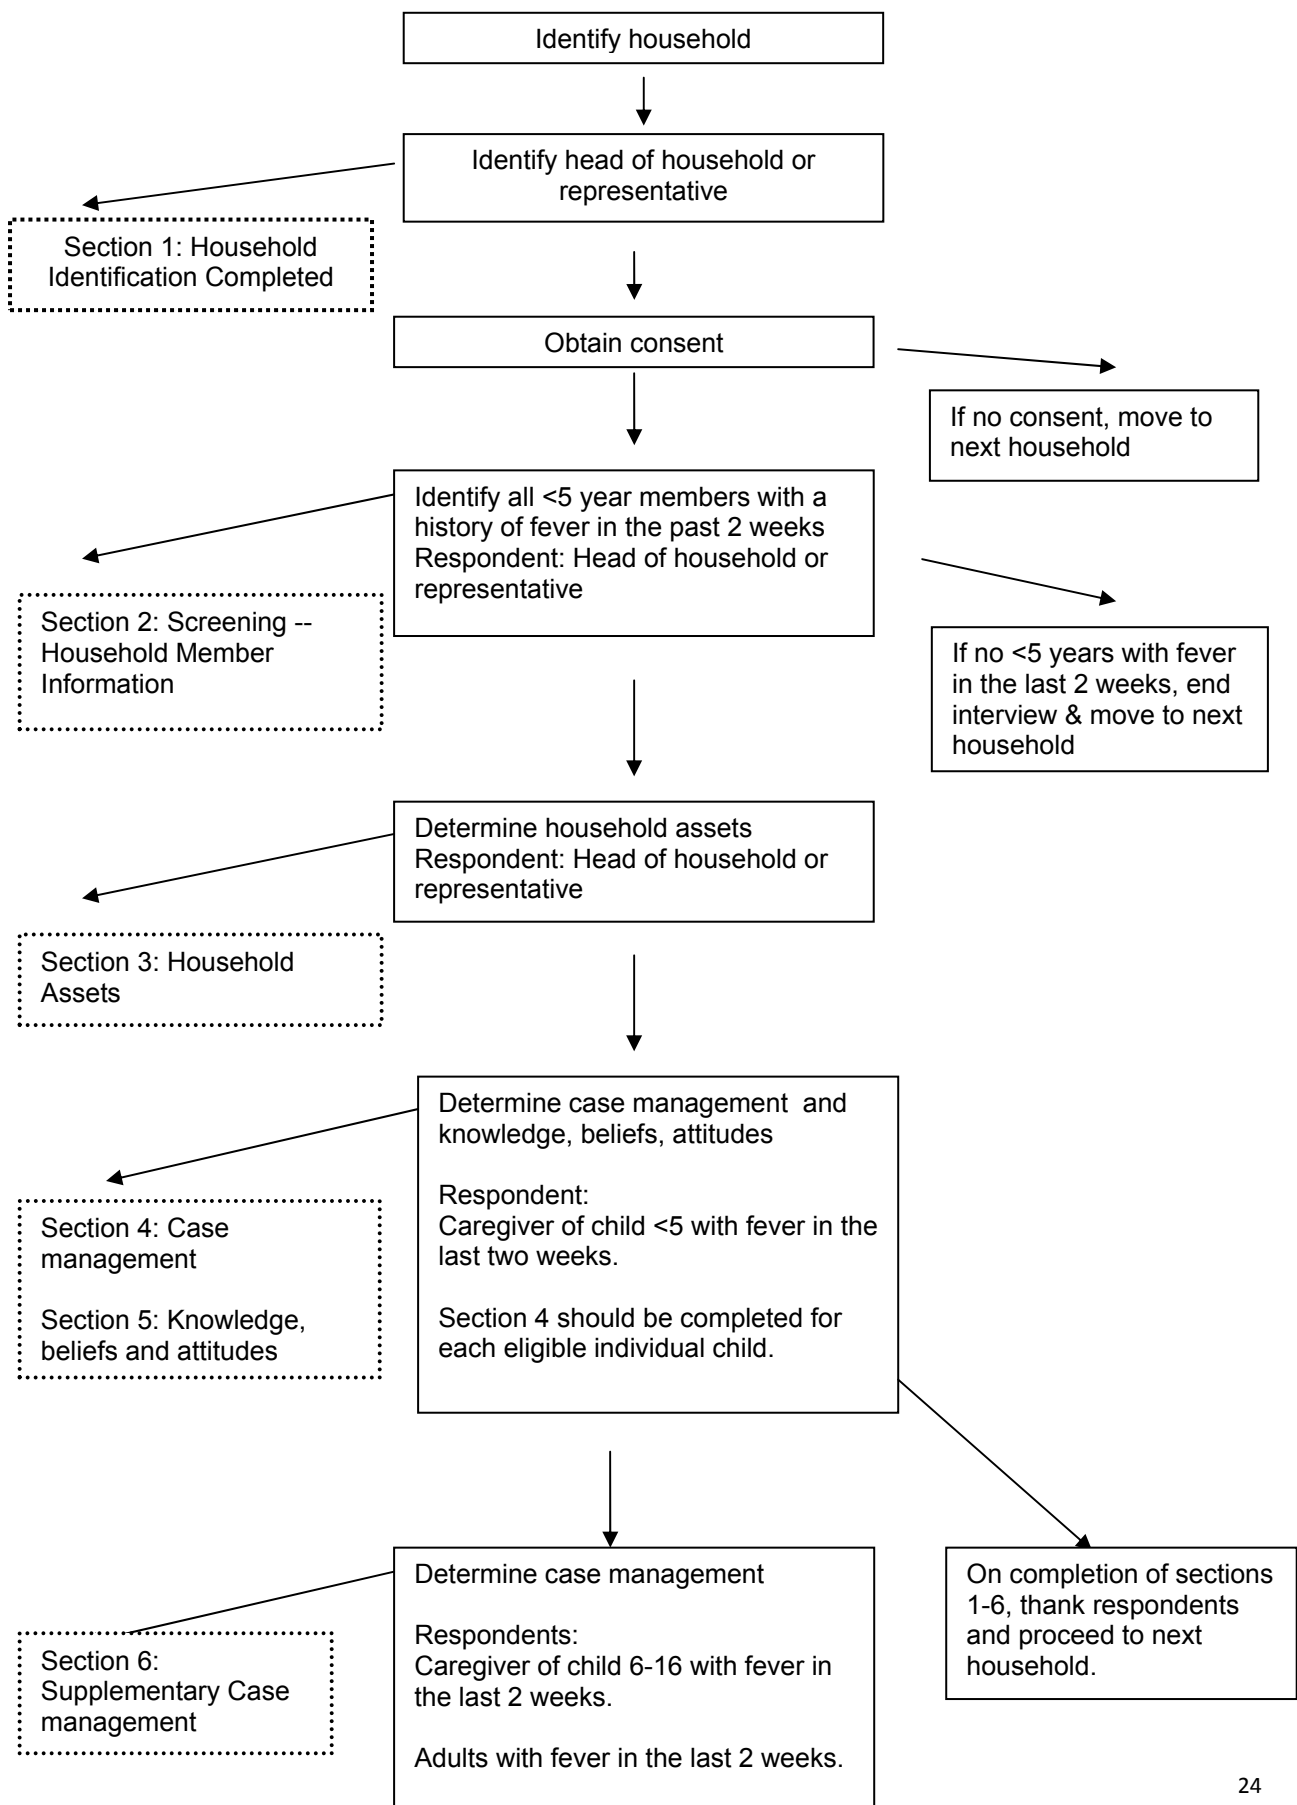 Identify household
Identify head of household or
representative
Section 1: Household
Identification Completed
Obtain consent
If no consent, move to
next household
Identify all <5 year members with a
history of fever in the past 2 weeks
Respondent: Head of household or
representative
Section 2: Screening --
Household Member
Information
If no <5 years with fever
in the last 2 weeks, end
interview & move to next
household
Determine household assets
Respondent: Head of household or
representative
Section 3: Household
Assets
Determine case management  and
knowledge, beliefs, attitudes
Respondent:
Caregiver of child <5 with fever in the
last two weeks.
Section 4 should be completed for
each eligible individual child.
Section 4: Case
management
Section 5: Knowledge,
beliefs and attitudes
Determine case management
Respondents:
Caregiver of child 6-16 with fever in
the last 2 weeks.
Adults with fever in the last 2 weeks.
On completion of sections
1-6, thank respondents
and proceed to next
household.
Section 6:
Supplementary Case
management
24